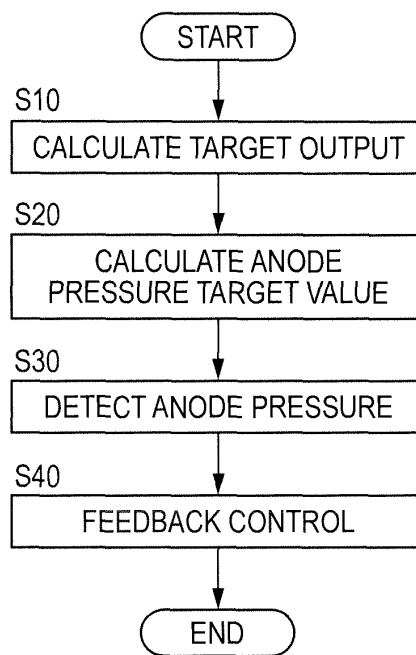 START
S10
CALCULATE TARGET OUTPUT
S20
CALCULATE ANODE
PRESSURE TARGET VALUE
S30
DETECT ANODE PRESSURE
S40
FEEDBACK CONTROL
END